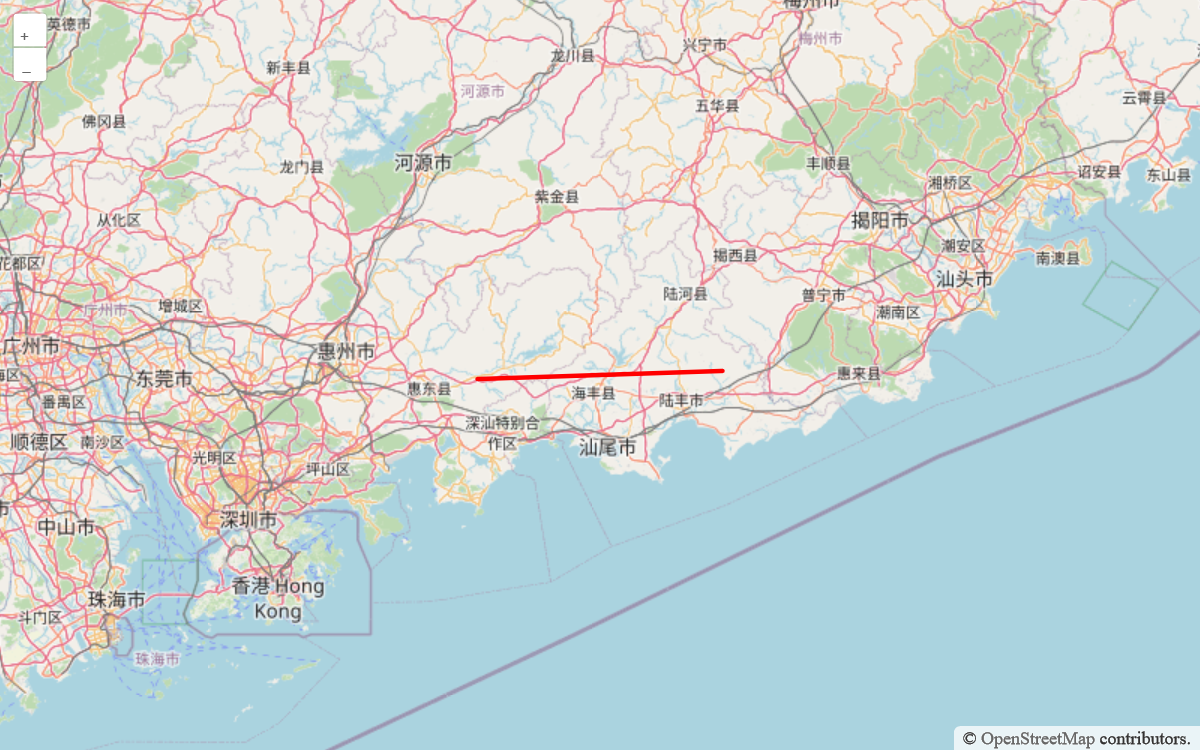 +
−
英德市
梅州市
兴宁市
梅州市
龙川县
新丰县
河源市
五华县
云霄县
佛冈县
河源市
龙门县
丰顺县
诏安县
东山县
紫金县
湘桥区
从化区
揭阳市
潮安区
揭西县
南澳县
花都区
汕头市
陆河县
普宁市
增城区
广州市
潮南区
广州市
惠州市
东莞市
惠东县
惠来县
海丰县
陆丰市
番禺区
深汕特别合
作区
顺德区
南沙区
汕尾市
光明区
坪山区
深圳市
中山市
香港 Hong
Kong
珠海市
斗门区
珠海市
© OpenStreetMap contributors.